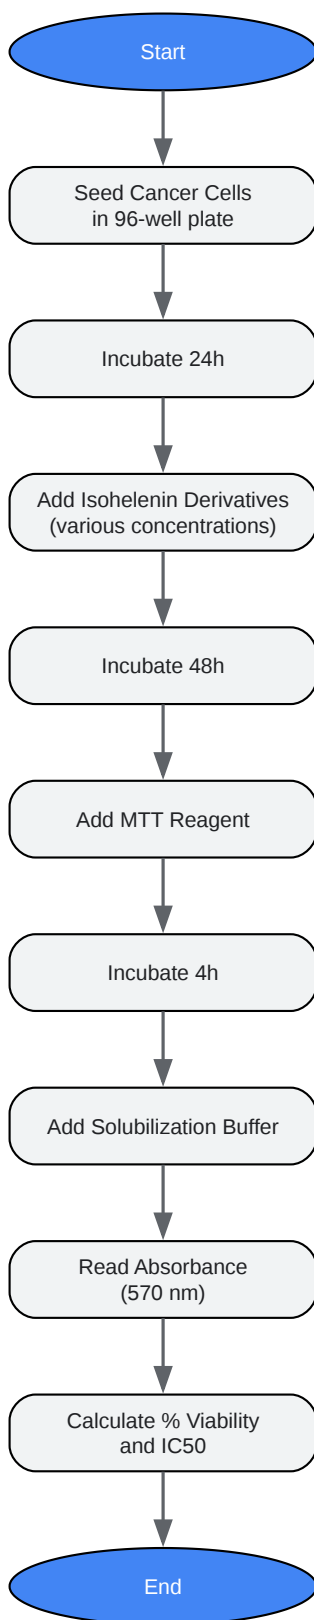 Start
Seed Cancer Cells
in 96-well plate
Incubate 24h
Add Isohelenin Derivatives
(various concentrations)
Incubate 48h
Add MTT Reagent
Incubate 4h
Add Solubilization Buffer
Read Absorbance
(570 nm)
Calculate % Viability
and IC50
End